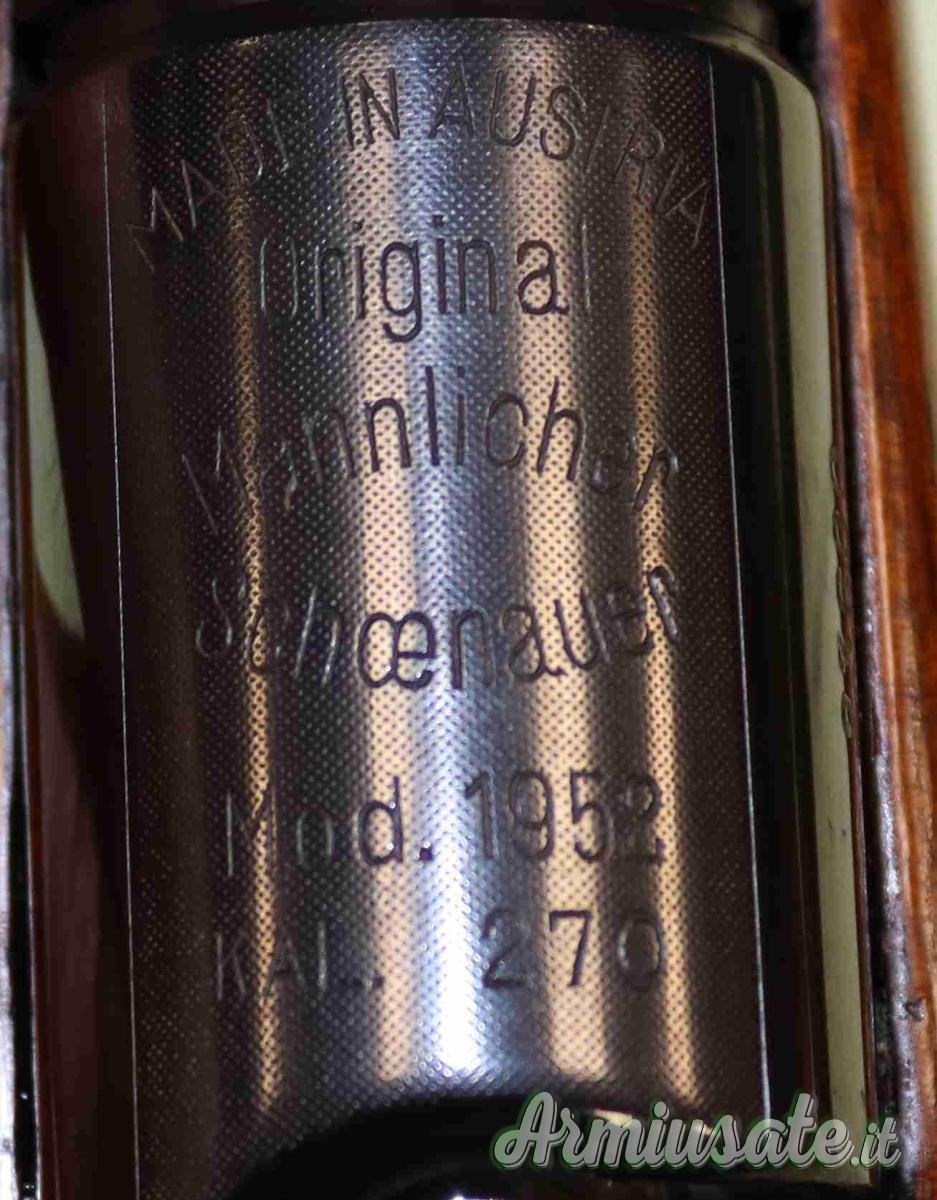 MADE IN AUSTRIA
Original
Mannlicher
Schœnauer
Mod. 1952
KAL. 270
Armiusate.it